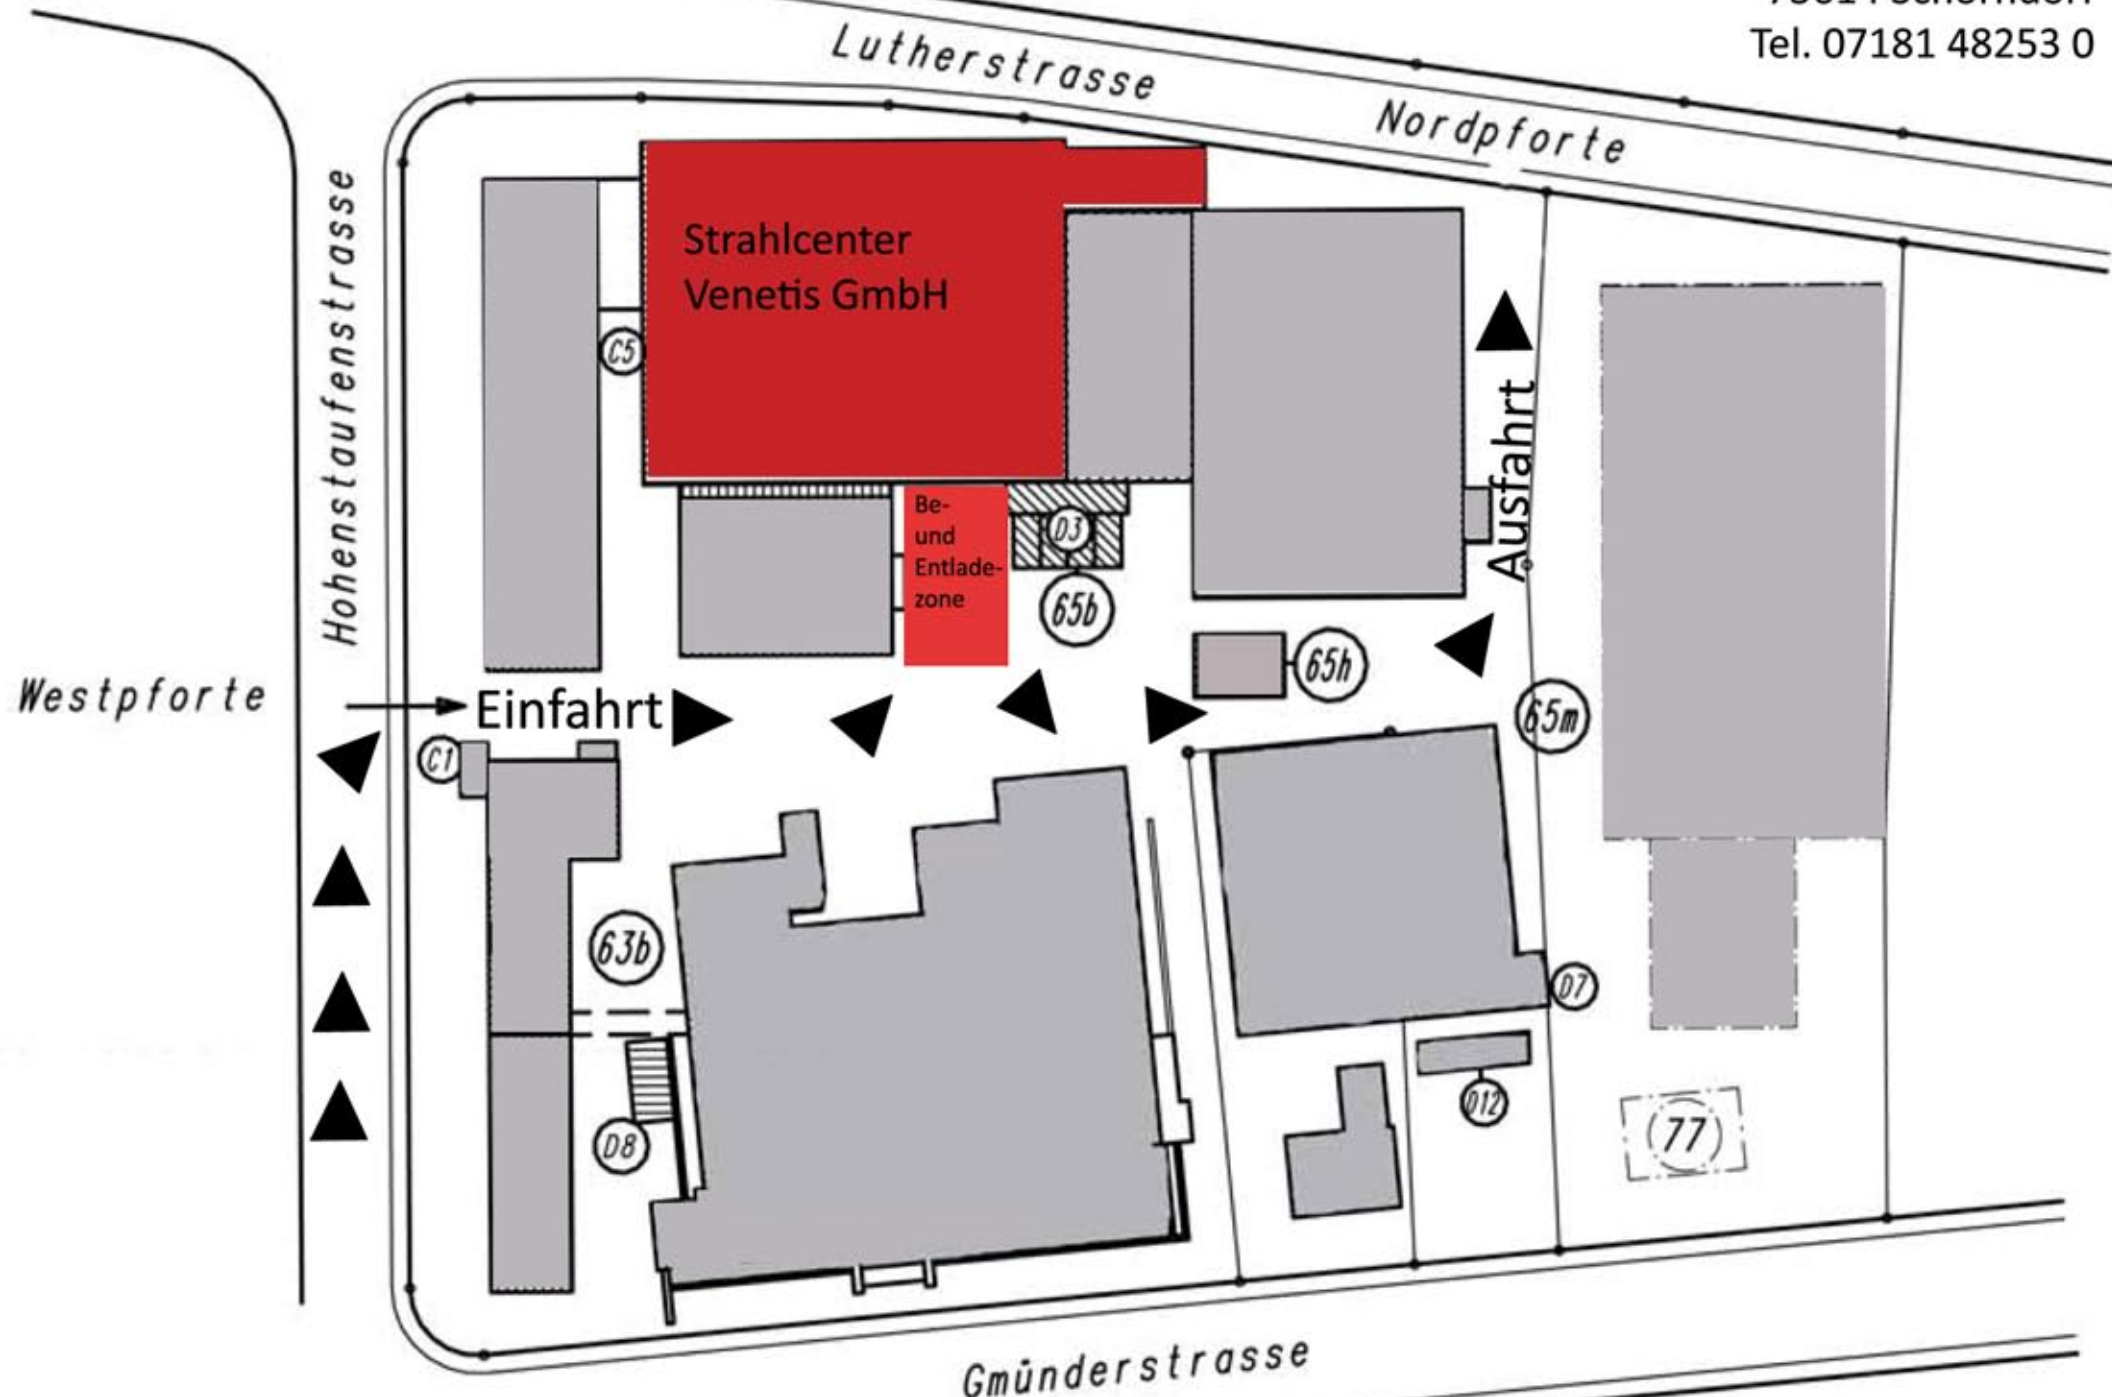 Tel. 07181 48253 0
Lutherstrasse
Nordpforte
Hohenstaufenstrasse
Strahlcenter
Venetis GmbH
C5
Ausfahrt
Be-
und
Entlade-
zone
D3
65b
65h
Westpforte
Einfahrt
65m
C1
63b
D7
D12
D8
77
Gmünderstrasse